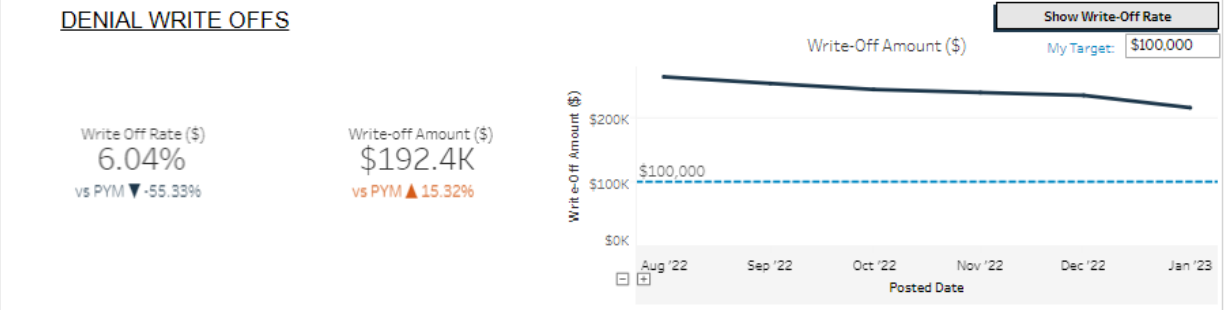 DENIAL WRITE OFFS
Show Write-Off Rate
Write-Off Amount ($)
My Target: $100,000
Write Off Rate ($)
6.04%
vs PYM ▼ -55.33%
Write-off Amount ($)
$192.4K
vs PYM ▲ 15.32%
Write-Off Amount ($)
$200K
$100K
$0K
$100,000
Aug '22 Sep '22 Oct '22 Nov '22 Dec '22 Jan '23
Posted Date